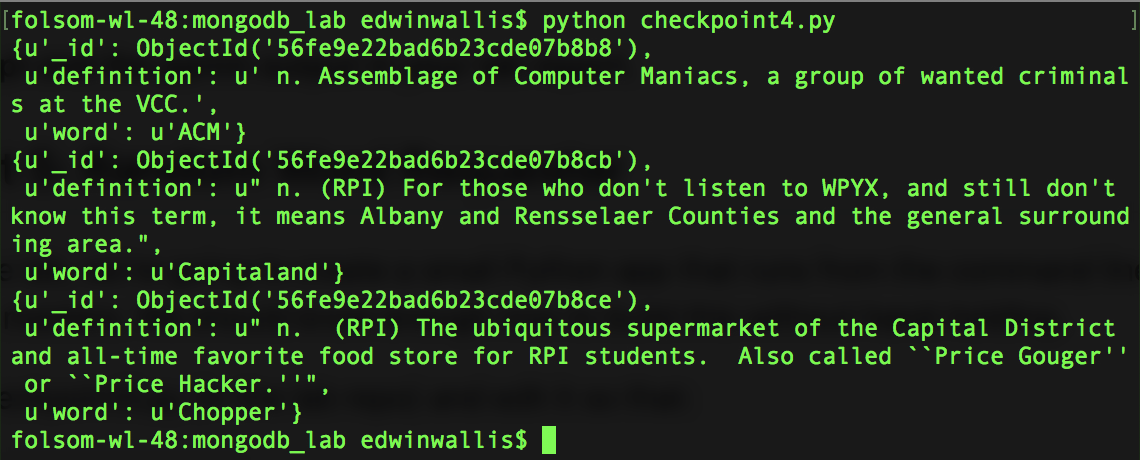 [folsom-wl-48:mongodb_lab edwinwallis$ python checkpoint4.py ]
{u'_id': ObjectId('56fe9e22bad6b23cde07b8b8'),
 u'definition': u' n. Assemblage of Computer Maniacs, a group of wanted criminal
s at the VCC.',
 u'word': u'ACM'}
{u'_id': ObjectId('56fe9e22bad6b23cde07b8cb'),
 u'definition': u" n. (RPI) For those who don't listen to WPYX, and still don't
know this term, it means Albany and Rensselaer Counties and the general surround
ing area.",
 u'word': u'Capitaland'}
{u'_id': ObjectId('56fe9e22bad6b23cde07b8ce'),
 u'definition': u" n.  (RPI) The ubiquitous supermarket of the Capital District
and all-time favorite food store for RPI students.  Also called ``Price Gouger''
 or ``Price Hacker.''",
 u'word': u'Chopper'}
folsom-wl-48:mongodb_lab edwinwallis$